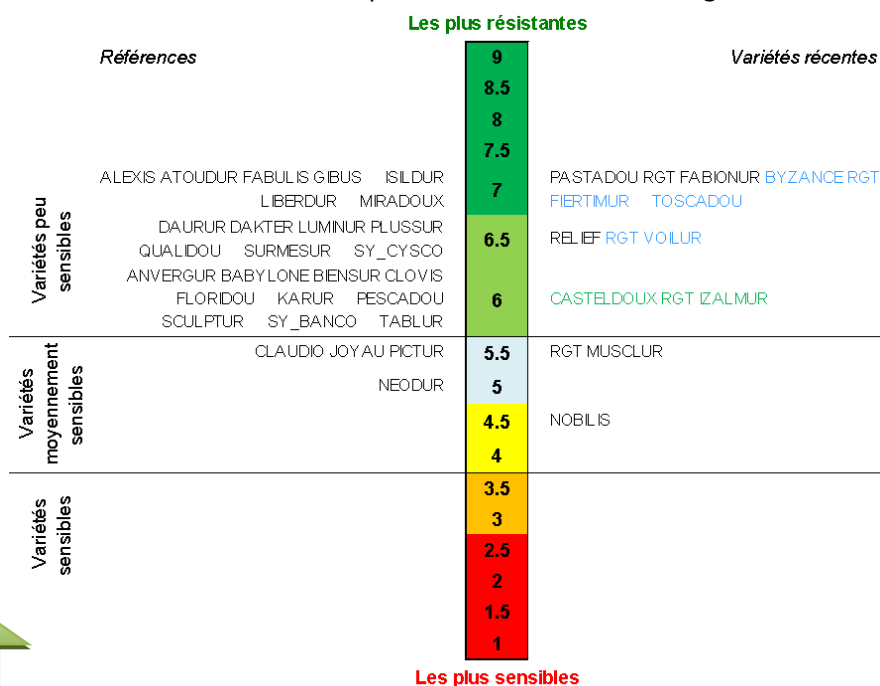 Les plus résistantes
Références
9
Variétés récentes
8.5
8
7.5
Variétés peu
sensibles
ALEXIS ATOUDUR FABULIS GIBUS ISILDUR
LIBERDUR MIRADOUX
7
PASTADOU RGT FABIONUR BYZANCE RGT
FIERTIMUR TOSCADOU
DAURUR DAKTER LUMINUR PLUSSUR
QUALIDOU SURMESUR SY_CYSCO
6.5
RELIEF RGT VOILUR
ANVERGUR BABYLONE BIENSUR CLOVIS
FLORIDOU KARUR PESCADOU
SCULPTUR SY_BANCO TABLUR
6
CASTELDOUX RGT IZALMUR
Variétés
moyennement
sensibles
CLAUDIO JOYAU PICTUR
5.5
RGT MUSCLUR
NEODUR
5
4.5
NOBILIS
4
Variétés
sensibles
3.5
3
2.5
2
1.5
1
Les plus sensibles